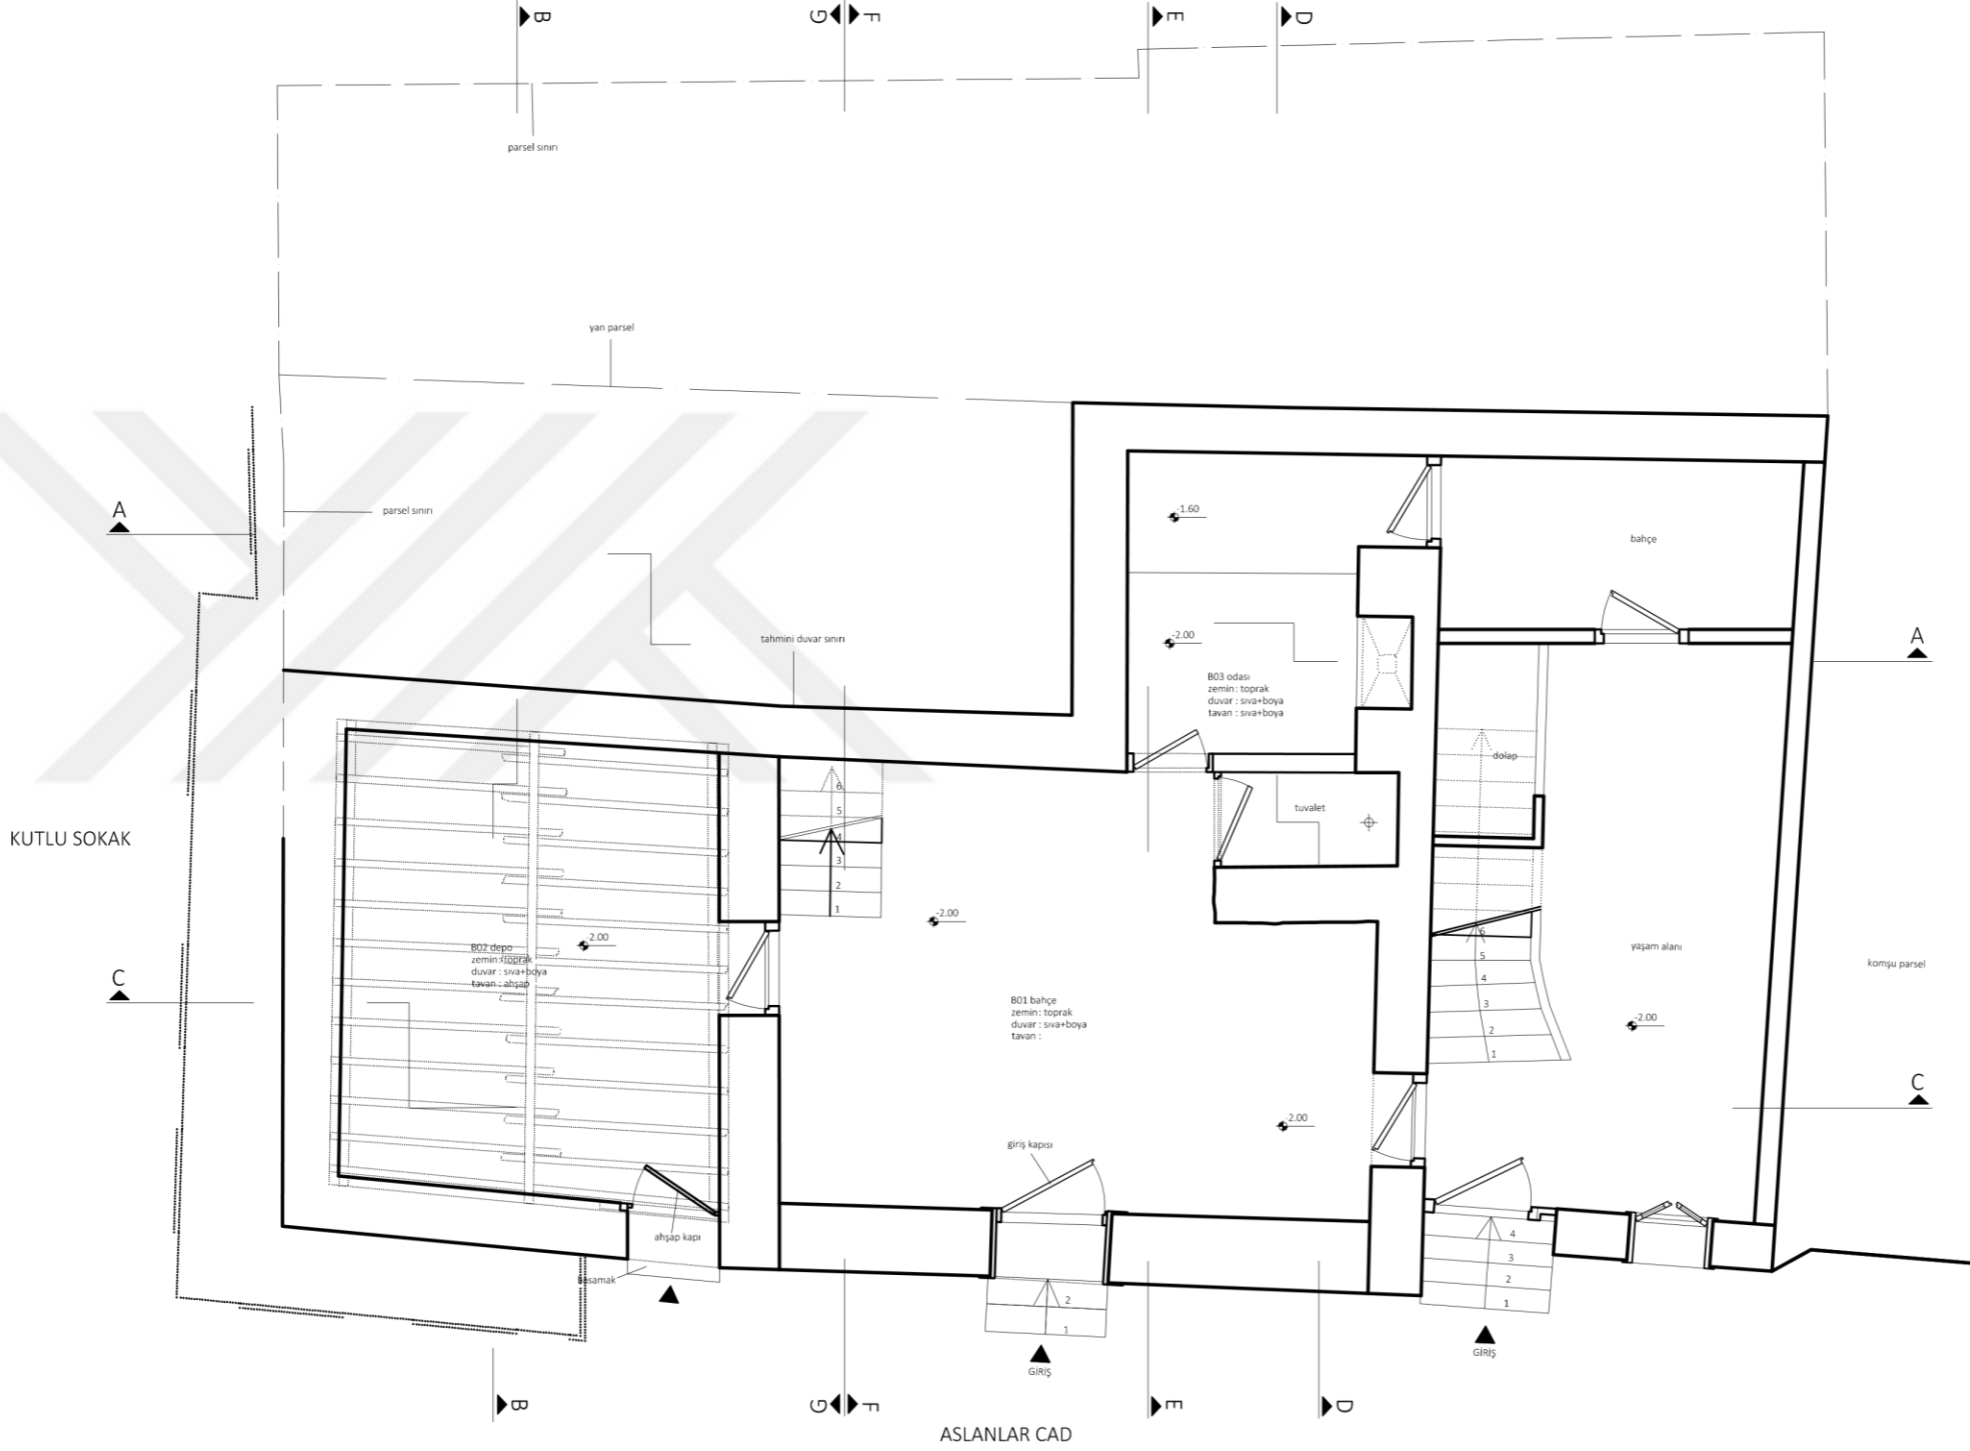 B
G F
E
D
parsel sınırı
yan parsel
A
parsel sınırı
-1.60
bahçe
tahmini duvar sınırı
-2.00
A
B03 odası
zemin : toprak
duvar : sıva+boya
tavan : sıva+boya
dolap
tuvalet
KUTLU SOKAK
6
5
4
3
2
1
-2.00
-2.00
B02 depo
zemin : toprak
duvar : sıva+boya
tavan : ahşap
6
5
4
3
2
1
yaşam alanı
komşu parsel
C
B01 bahçe
zemin : toprak
duvar : sıva+boya
tavan :
-2.00
-2.00
C
giriş kapısı
ahşap kapı
basamak
2
1
4
3
2
1
GİRİŞ
GİRİŞ
B
G F
E
D
ASLANLAR CAD